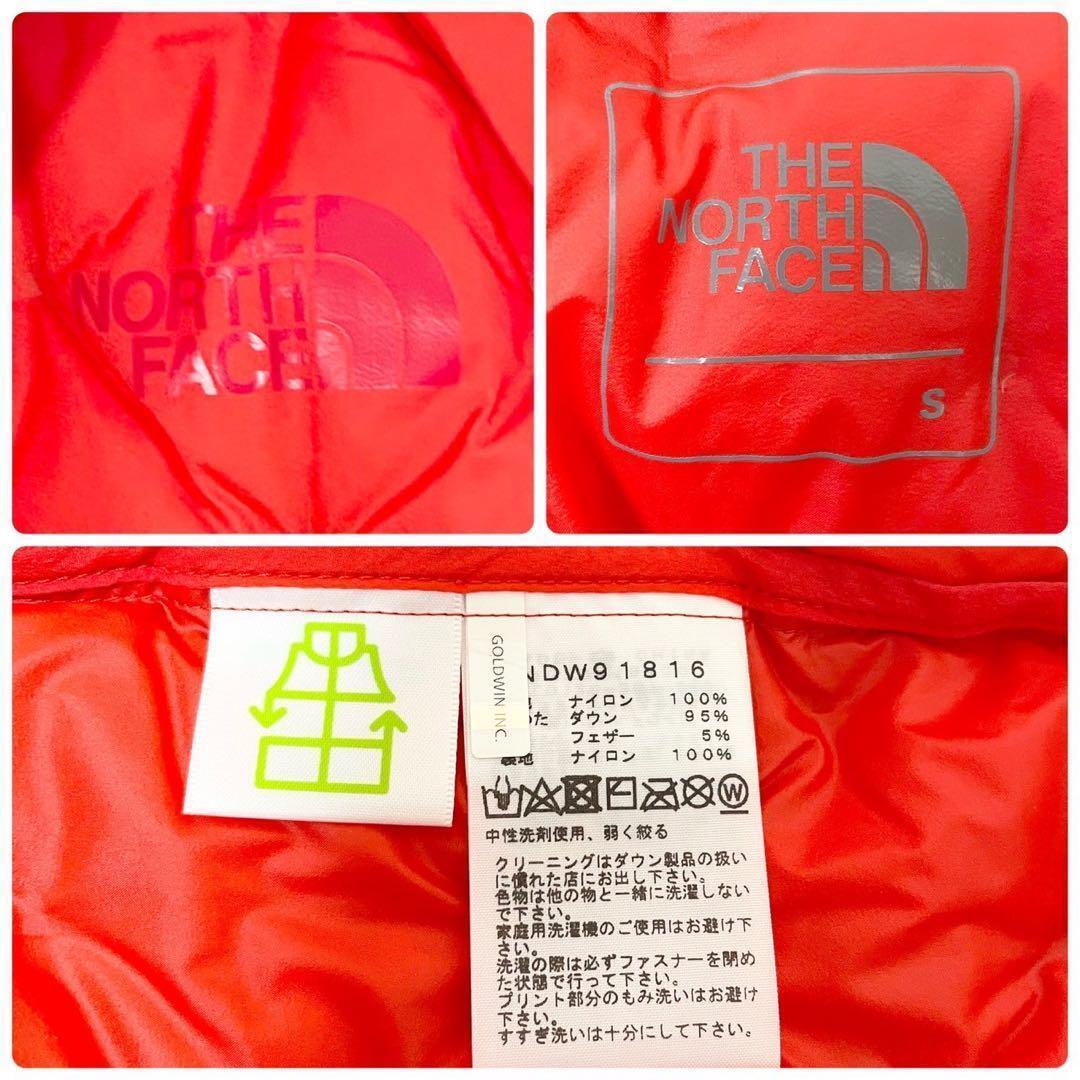 THE
NORTH
FACE
THE
NORTH
FACE
S
GOLDWIN INC.
NDW91816
ナイロン 100%
ダウン 95%
フェザー 5%
裏地 ナイロン 100%
W
中性洗剤使用、弱く絞る
クリーニングはダウン製品の扱い
に慣れた店にお出し下さい。
色物は他の物と一緒に洗濯しない
で下さい。
家庭用洗濯機のご使用はお避け下
さい。
洗濯の際は必ずファスナーを閉め
た状態で行って下さい。
プリント部分のもみ洗いはお避け
下さい。
すすぎ洗いは十分にして下さい。